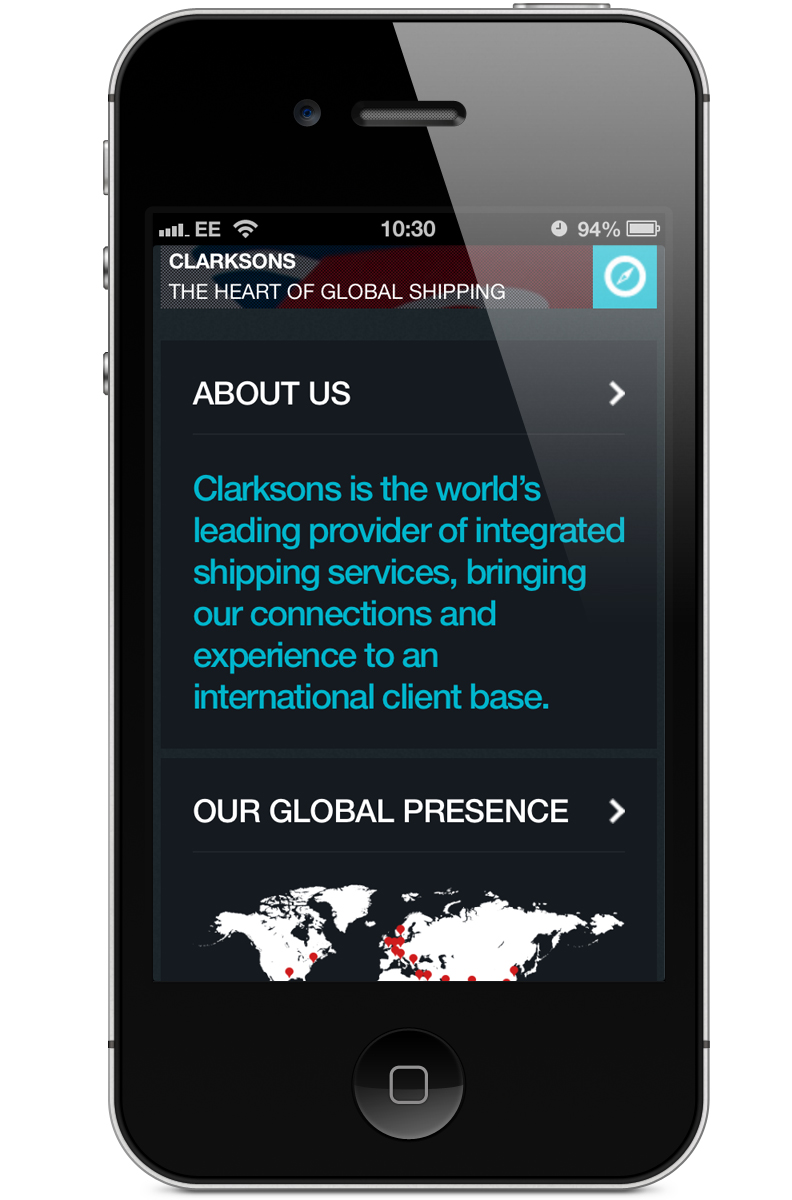 EE 10:30 94%
CLARKSONS
THE HEART OF GLOBAL SHIPPING
ABOUT US
Clarksons is the world’s
leading provider of integrated
shipping services, bringing
our connections and
experience to an
international client base.
OUR GLOBAL PRESENCE